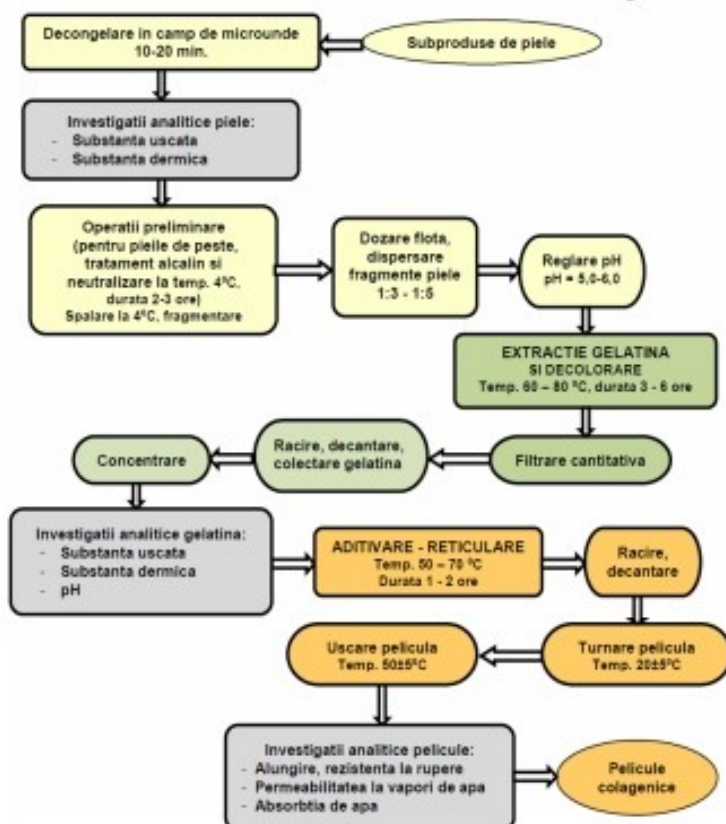 Subproduse de piele
Decongelare in camp de microunde
10-20 min.
Investigatii analitice piele:
- Substanta uscata
- Substanta dermica
Operatii preliminare
(pentru pieile de peste,
tratament alcalin si
neutralizare la temp. 4⁰C,
durata 2-3 ore)
Spalare la 4⁰C, fragmentare
Dozare flota,
dispersare
fragmente piele
1:3 - 1:5
Reglare pH
pH = 5,0-6,0
EXTRACTIE GELATINA
SI DECOLORARE
Temp. 60 – 80 ⁰C, durata 3 - 6 ore
Filtrare cantitativa
Racire, decantare,
colectare gelatina
Concentrare
Investigatii analitice gelatina:
- Substanta uscata
- Substanta dermica
- pH
ADITIVARE - RETICULARE
Temp. 50 – 70 ⁰C
Durata 1 - 2 ore
Racire,
decantare
Turnare pelicula
Temp. 20±5⁰C
Uscare pelicula
Temp. 50±5⁰C
Investigatii analitice pelicule:
- Alungire, rezistenta la rupere
- Permeabilitatea la vapori de apa
- Absorbtia de apa
Pelicule
colagenice